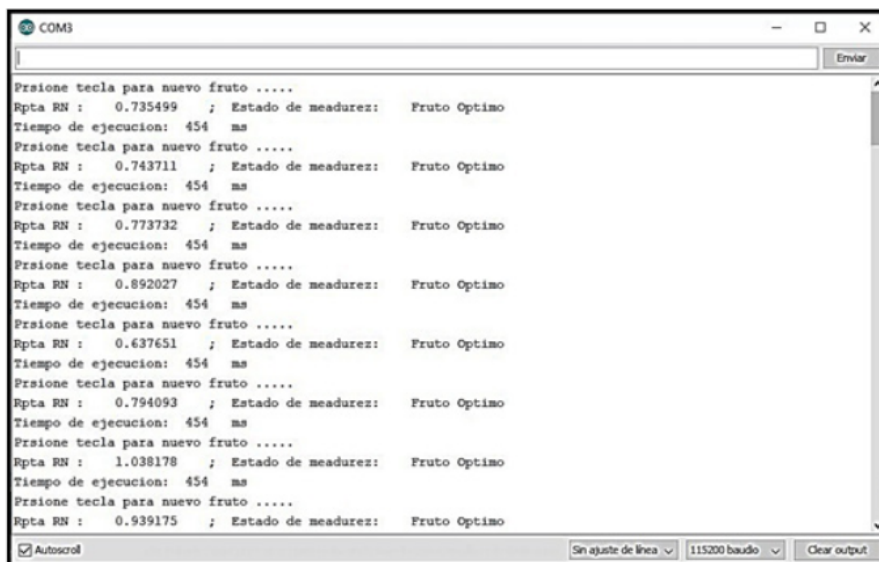 COM3
Enviar
Prsione tecla para nuevo fruto .....
Rpta RN :    0.735499    ;  Estado de meadurez:    Fruto Optimo
Tiempo de ejecucion:  454   ms
Prsione tecla para nuevo fruto .....
Rpta RN :    0.743711    ;  Estado de meadurez:    Fruto Optimo
Tiempo de ejecucion:  454   ms
Prsione tecla para nuevo fruto .....
Rpta RN :    0.773732    ;  Estado de meadurez:    Fruto Optimo
Tiempo de ejecucion:  454   ms
Prsione tecla para nuevo fruto .....
Rpta RN :    0.892027    ;  Estado de meadurez:    Fruto Optimo
Tiempo de ejecucion:  454   ms
Prsione tecla para nuevo fruto .....
Rpta RN :    0.637651    ;  Estado de meadurez:    Fruto Optimo
Tiempo de ejecucion:  454   ms
Prsione tecla para nuevo fruto .....
Rpta RN :    0.794093    ;  Estado de meadurez:    Fruto Optimo
Tiempo de ejecucion:  454   ms
Prsione tecla para nuevo fruto .....
Rpta RN :    1.038178    ;  Estado de meadurez:    Fruto Optimo
Tiempo de ejecucion:  454   ms
Prsione tecla para nuevo fruto .....
Rpta RN :    0.939175    ;  Estado de meadurez:    Fruto Optimo
Autoscroll Sin ajuste de línea 115200 baudio Clear output